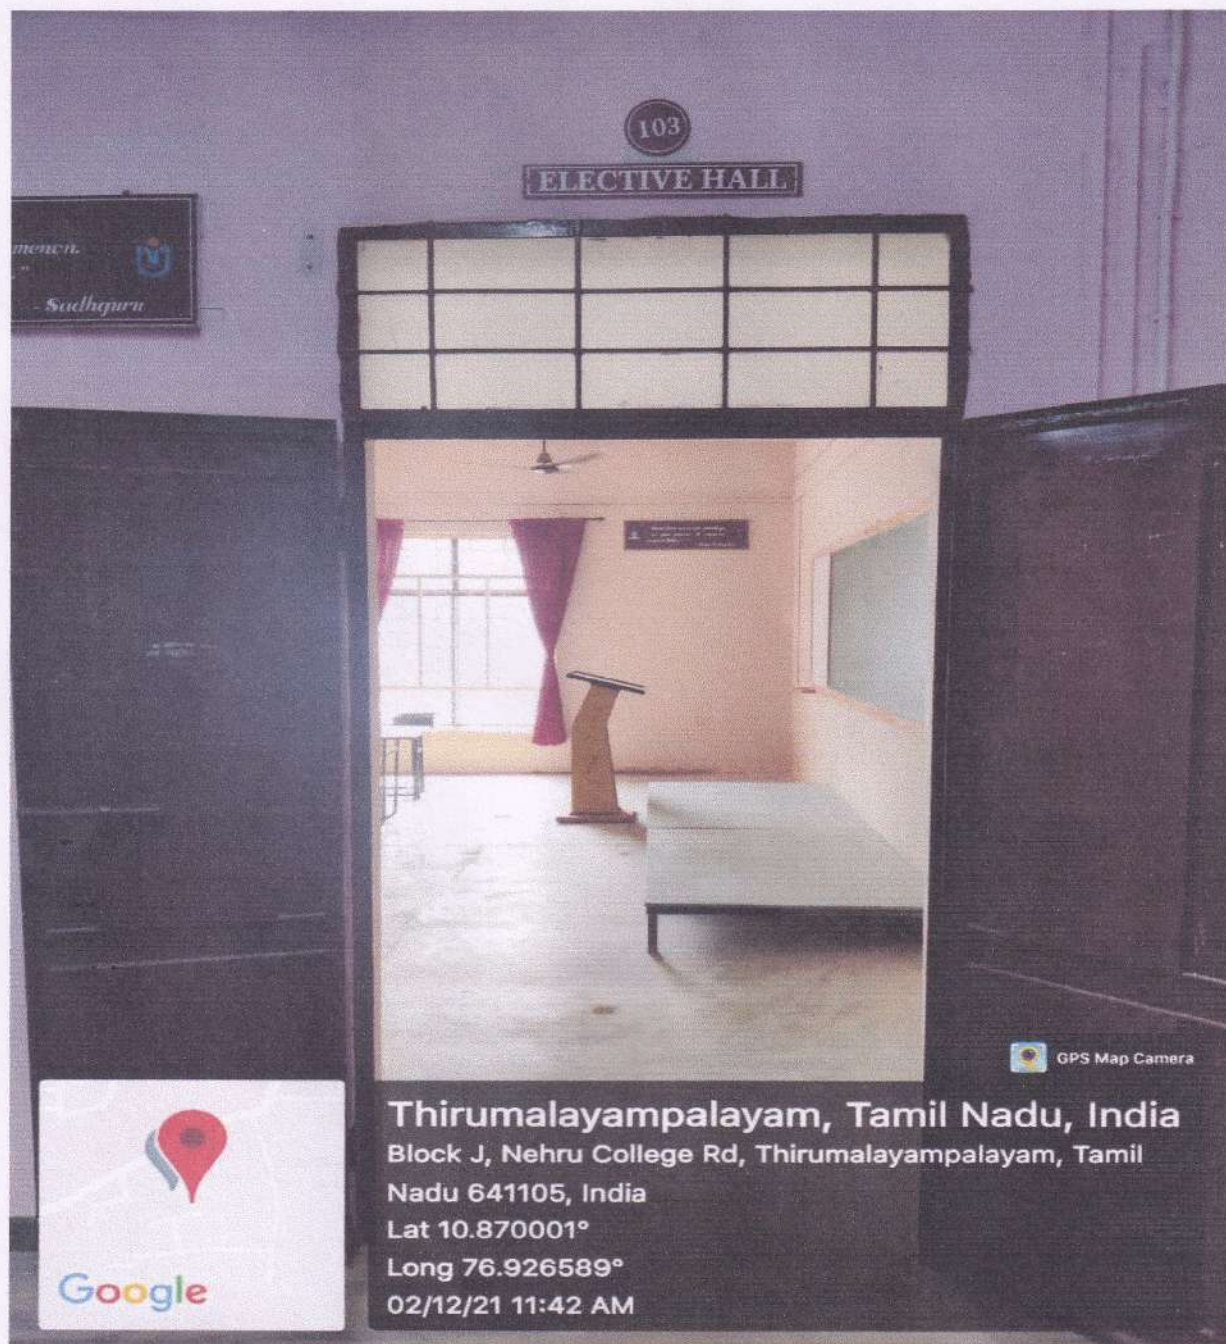 103
ELECTIVE HALL
menon.
"
- Sadhguru
GPS Map Camera
Thirumalayampalayam, Tamil Nadu, India
Block J, Nehru College Rd, Thirumalayampalayam, Tamil
Nadu 641105, India
Lat 10.870001°
Long 76.926589°
02/12/21 11:42 AM
Google